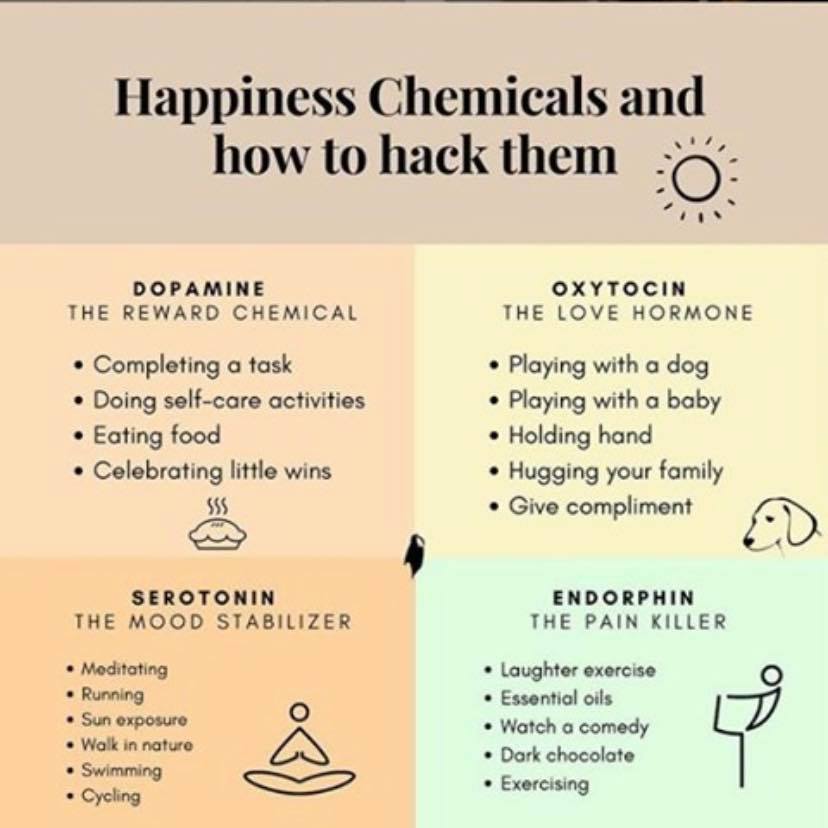 Happiness Chemicals and
how to hack them
DOPAMINE
THE REWARD CHEMICAL
• Completing a task
• Doing self-care activities
• Eating food
• Celebrating little wins
OXYTOCIN
THE LOVE HORMONE
• Playing with a dog
• Playing with a baby
• Holding hand
• Hugging your family
• Give compliment
SEROTONIN
THE MOOD STABILIZER
• Meditating
• Running
• Sun exposure
• Walk in nature
• Swimming
• Cycling
ENDORPHIN
THE PAIN KILLER
• Laughter exercise
• Essential oils
• Watch a comedy
• Dark chocolate
• Exercising